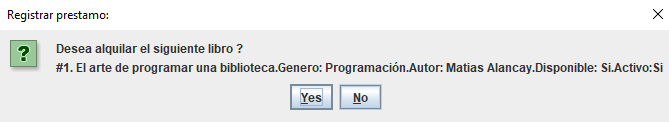 Registrar prestamo:
Desea alquilar el siguiente libro ?
#1. El arte de programar una biblioteca.Genero: Programación.Autor: Matias Alancay.Disponible: Si.Activo:Si
Yes No